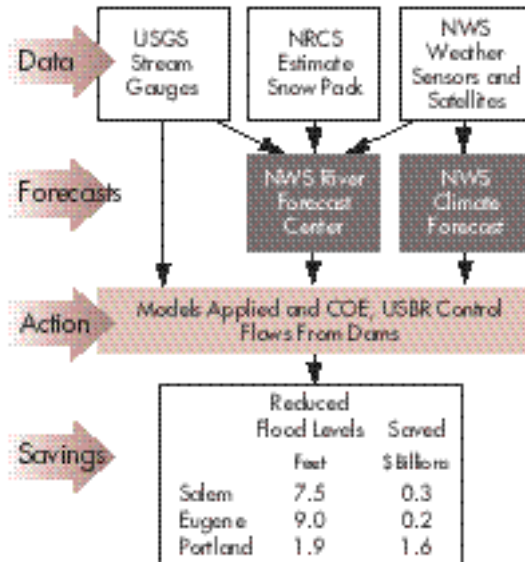 Data
USGS
Stream
Gauges
NRCS
Estimate
Snow Pack
NWS
Weather
Sensors and
Satellites
Forecasts
NWS River
Forecast
Center
NWS
Climate
Forecast
Action
Models Applied and COE, USBR Control
Flows From Dams
Savings
Reduced
Flood Levels Saved
Feet $Billions
Salem 7.5 0.3
Eugene 9.0 0.2
Portland 1.9 1.6